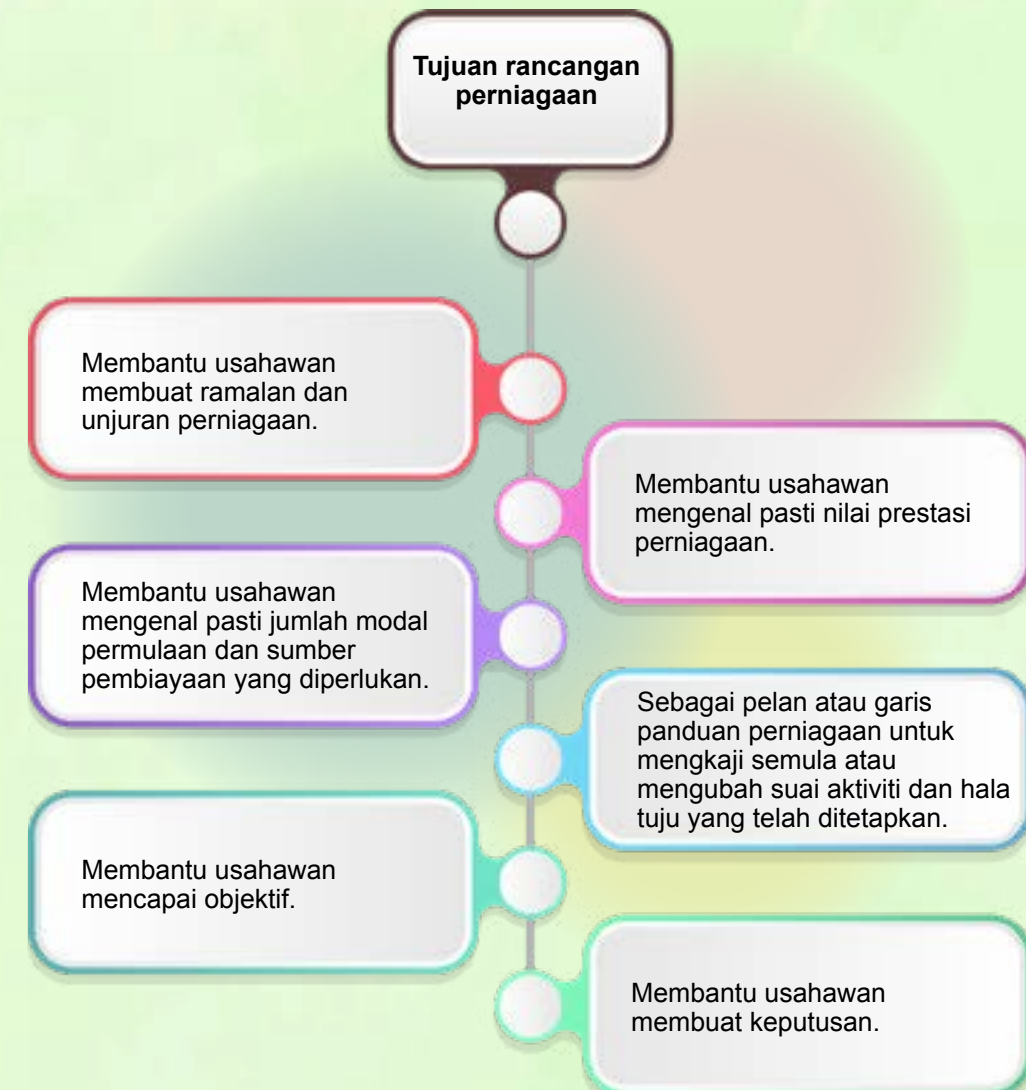 Tujuan rancangan
perniagaan
Membantu usahawan
membuat ramalan dan
unjuran perniagaan.
Membantu usahawan
mengenal pasti nilai prestasi
perniagaan.
Membantu usahawan
mengenal pasti jumlah modal
permulaan dan sumber
pembiayaan yang diperlukan.
Sebagai pelan atau garis
panduan perniagaan untuk
mengkaji semula atau
mengubah suai aktiviti dan hala
tuju yang telah ditetapkan.
Membantu usahawan
mencapai objektif.
Membantu usahawan
membuat keputusan.